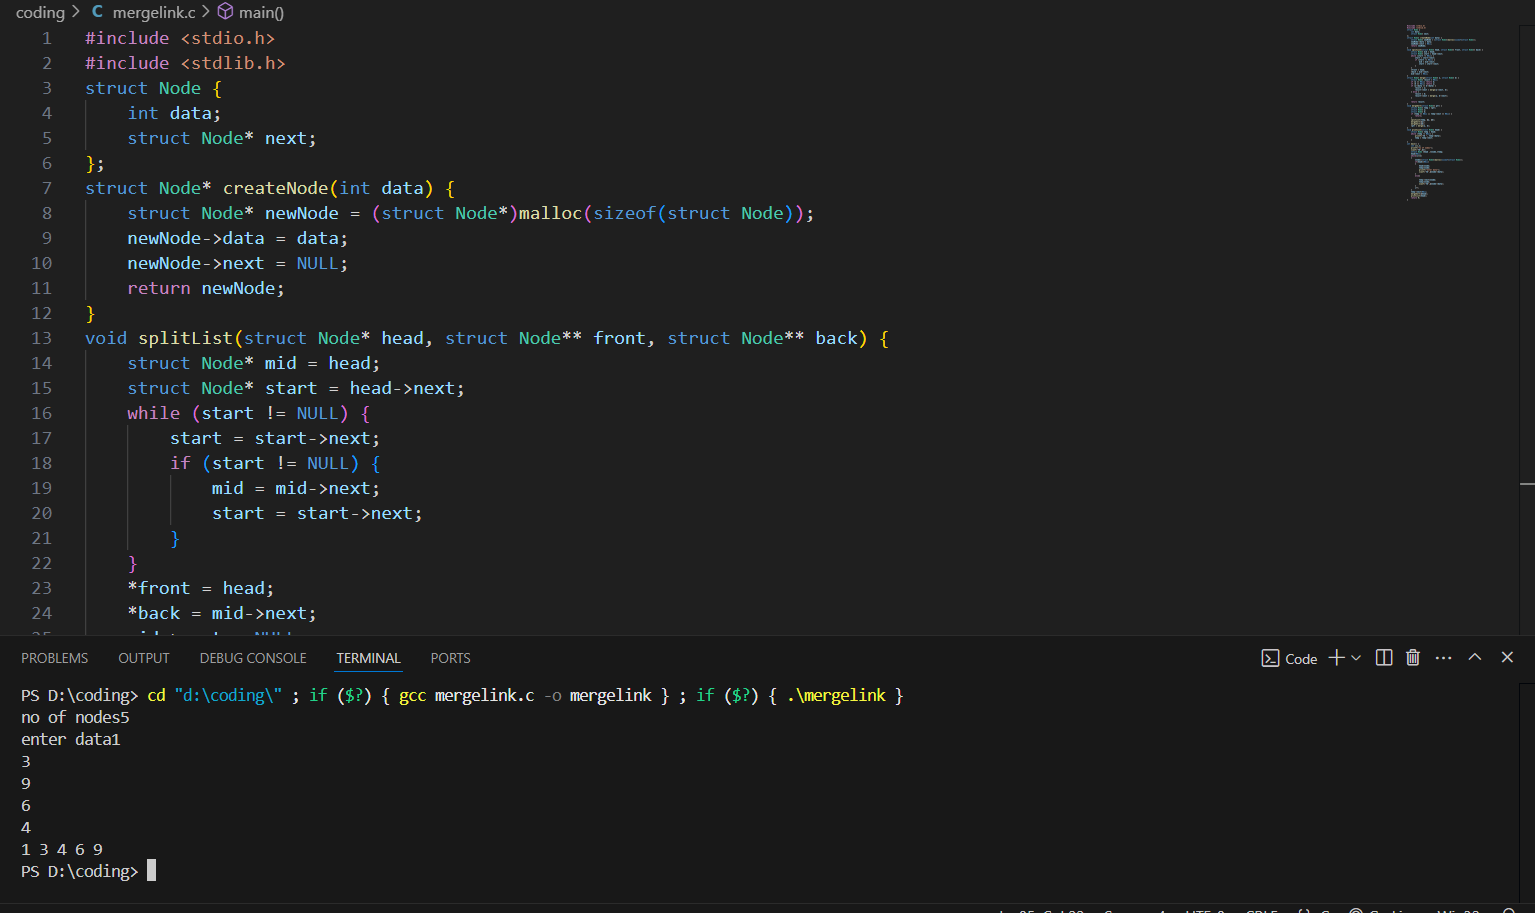 coding > C mergelink.c > main()
1 #include <stdio.h>
2 #include <stdlib.h>
3 struct Node {
4     int data;
5     struct Node* next;
6 };
7 struct Node* createNode(int data) {
8     struct Node* newNode = (struct Node*)malloc(sizeof(struct Node));
9     newNode->data = data;
10     newNode->next = NULL;
11     return newNode;
12 }
13 void splitList(struct Node* head, struct Node** front, struct Node** back) {
14     struct Node* mid = head;
15     struct Node* start = head->next;
16     while (start != NULL) {
17         start = start->next;
18         if (start != NULL) {
19             mid = mid->next;
20             start = start->next;
21         }
22     }
23     *front = head;
24     *back = mid->next;
PROBLEMS OUTPUT DEBUG CONSOLE TERMINAL PORTS Code
PS D:\coding> cd "d:\coding\" ; if ($?) { gcc mergelink.c -o mergelink } ; if ($?) { .\mergelink }
no of nodes5
enter data1
3
9
6
4
1 3 4 6 9
PS D:\coding>